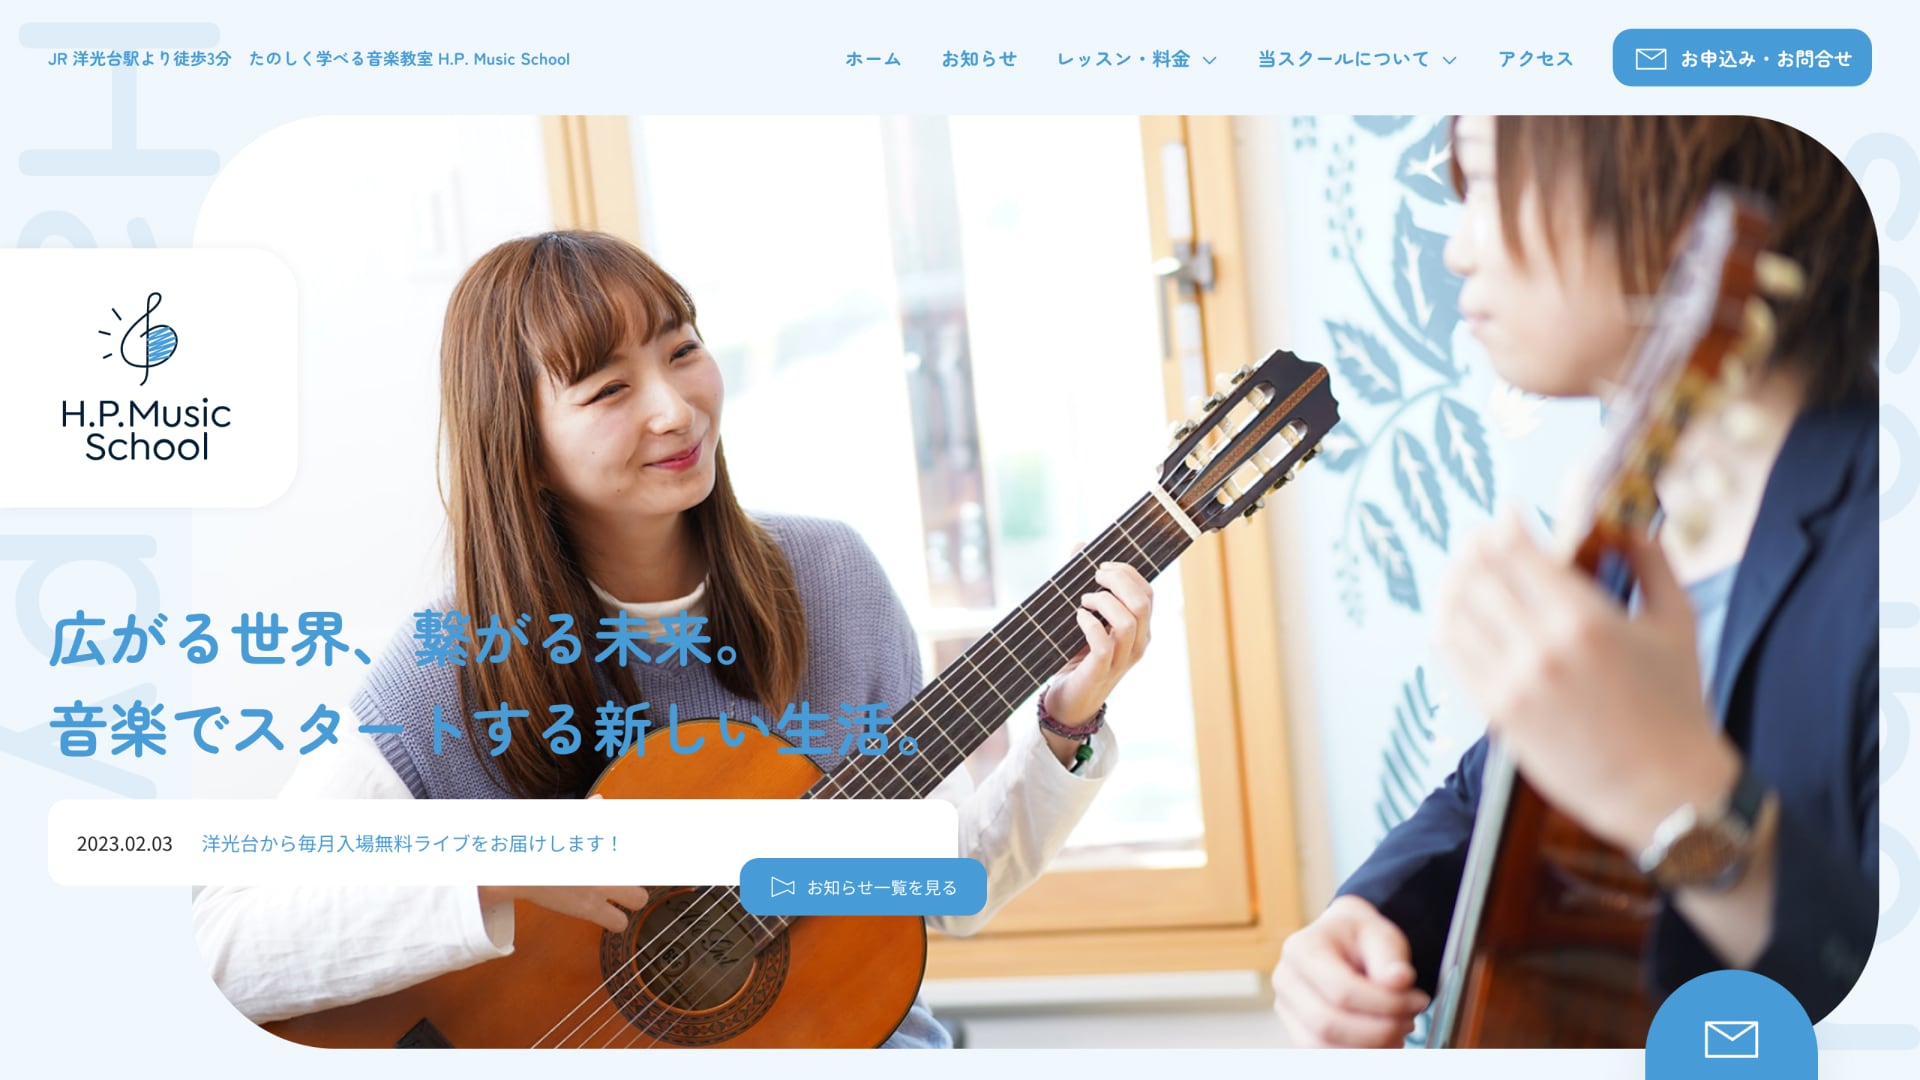 JR 洋光台駅より徒歩3分　たのしく学べる音楽教室 H.P. Music School
ホーム
お知らせ
レッスン・料金
当スクールについて
アクセス
お申込み・お問合せ
H.P.Music
School
広がる世界、繋がる未来。
音楽でスタートする新しい生活。
2023.02.03
洋光台から毎月入場無料ライブをお届けします！
お知らせ一覧を見る